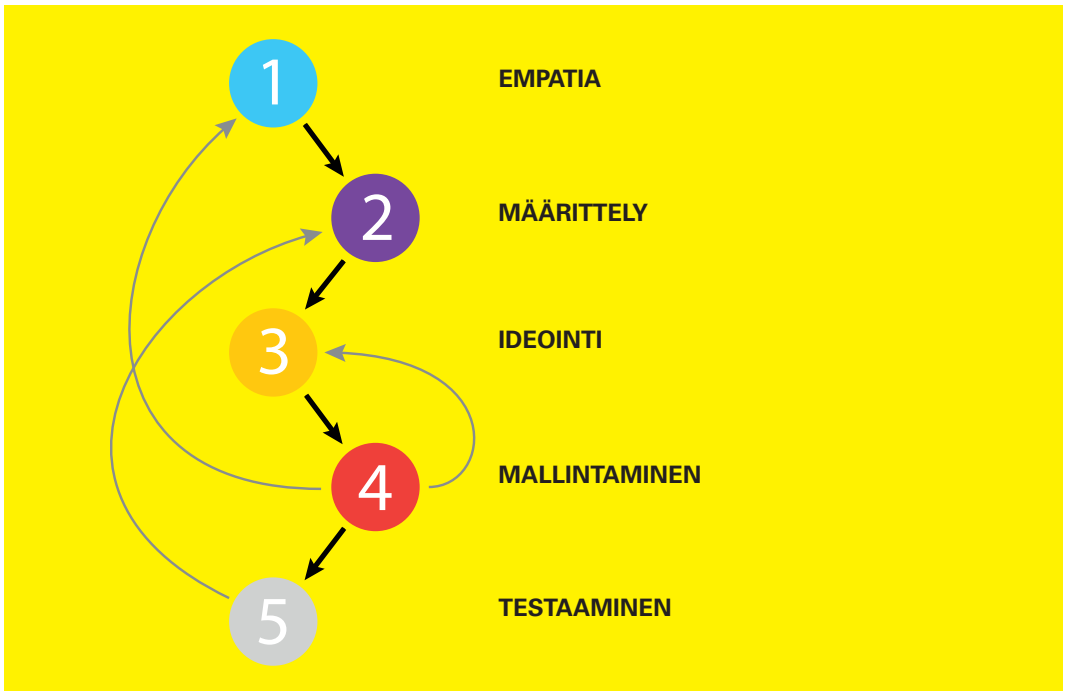 1 EMPATIA
2 MÄÄRITTELY
3 IDEOINTI
4 MALLINTAMINEN
5 TESTAAMINEN